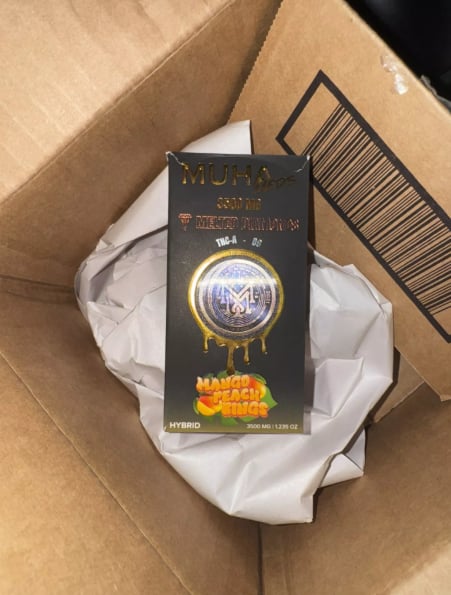 MUHA
3500 MG
MELTED DIAMONDS
THC-A - D8
MANGO
PEACH
RINGS
HYBRID
3500 MG | 1.235 OZ